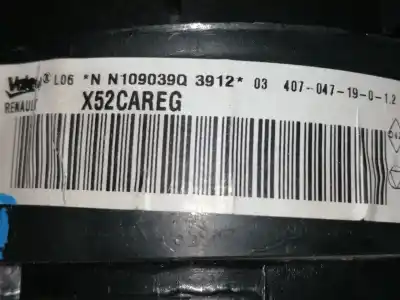 Valeo L06 *N N109039Q 3912* 03 407-047-19-0-1.2
RENAULT X52CAREG